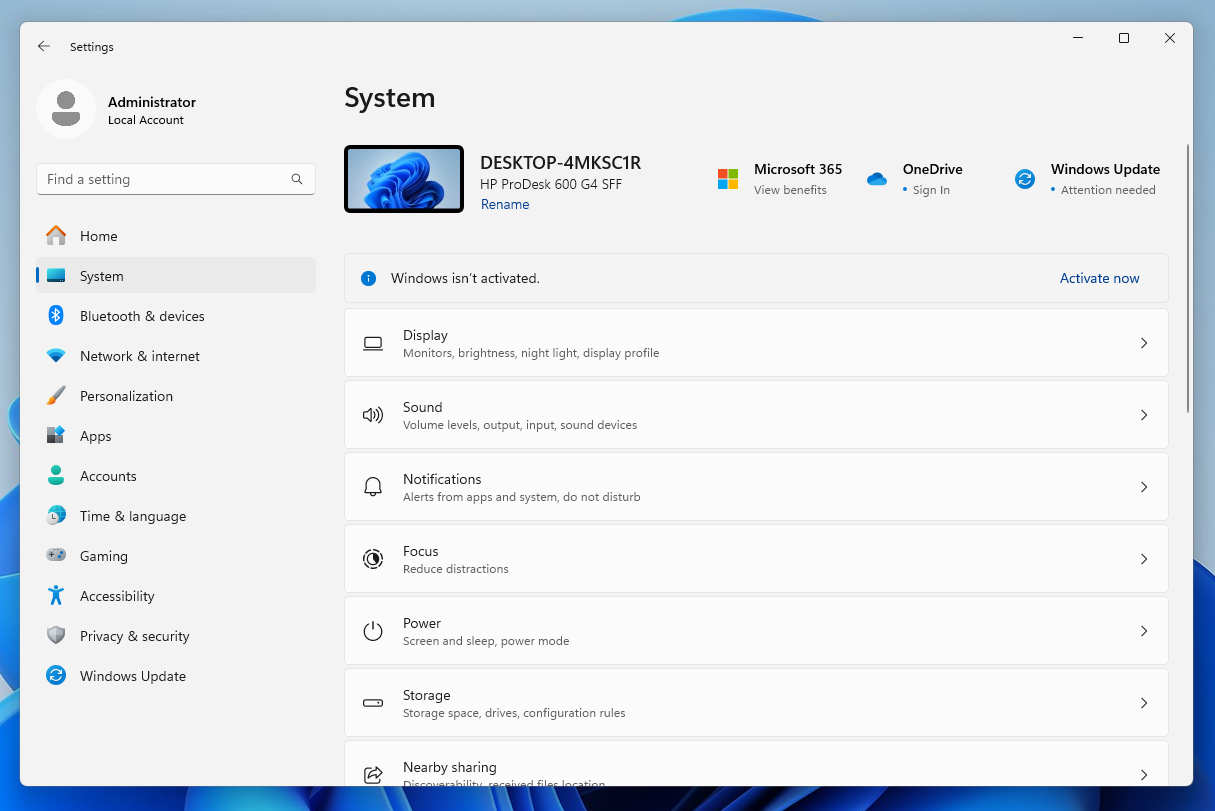 Settings
Administrator
Local Account
Find a setting
Home
System
Bluetooth & devices
Network & internet
Personalization
Apps
Accounts
Time & language
Gaming
Accessibility
Privacy & security
Windows Update
System
DESKTOP-4MKSC1R
HP ProDesk 600 G4 SFF
Rename
Microsoft 365
View benefits
OneDrive
• Sign In
Windows Update
• Attention needed
Windows isn't activated.
Activate now
Display
Monitors, brightness, night light, display profile
Sound
Volume levels, output, input, sound devices
Notifications
Alerts from apps and system, do not disturb
Focus
Reduce distractions
Power
Screen and sleep, power mode
Storage
Storage space, drives, configuration rules
Nearby sharing
Discoverability, received files location